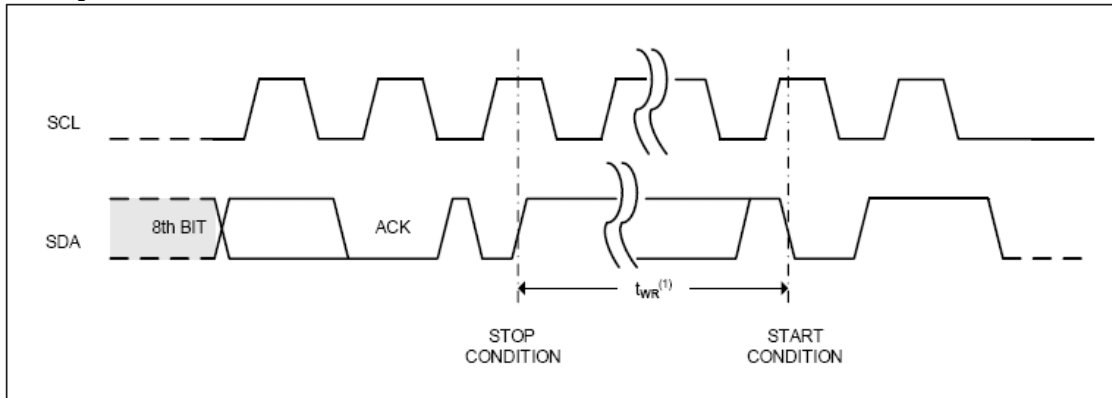 SCL
8th BIT
ACK
SDA
tWR(1)
STOP
CONDITION
START
CONDITION